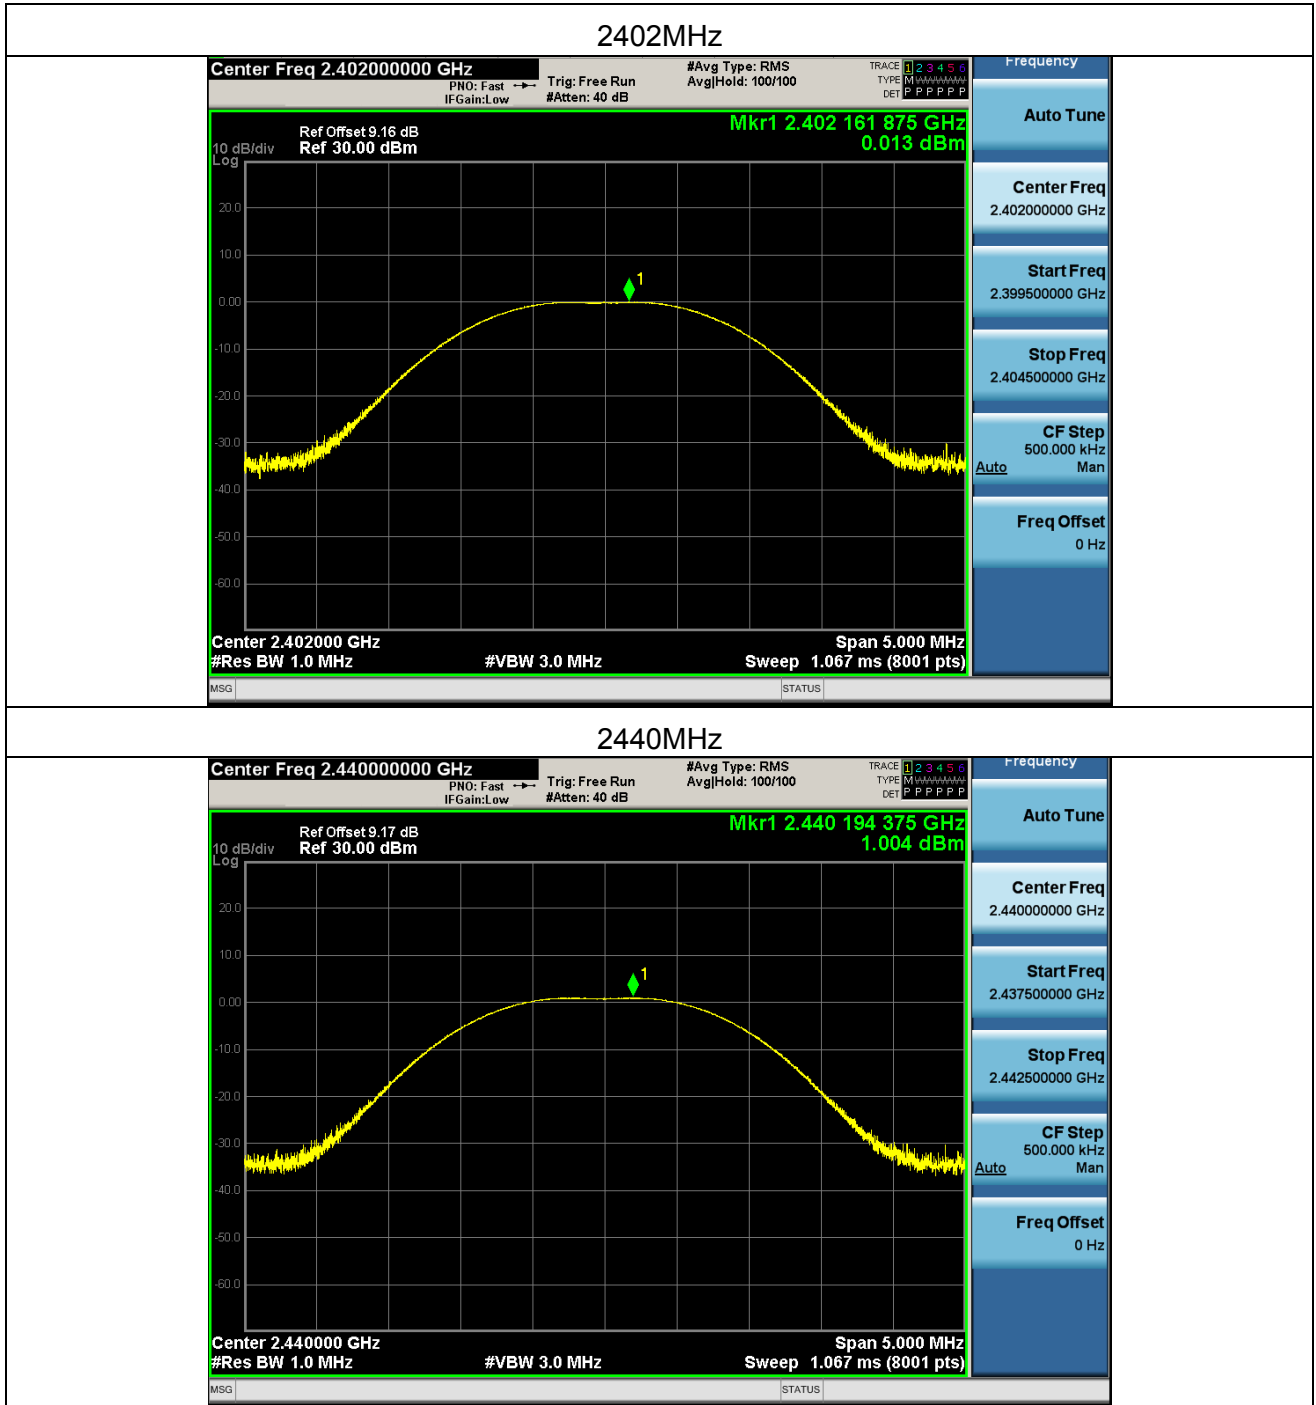 2402MHz
Center Freq 2.402000000 GHz
PNO: Fast
IFGain:Low
Trig: Free Run
#Atten: 40 dB
#Avg Type: RMS
Avg|Hold: 100/100
TRACE 1 2 3 4 5 6
TYPE M
DET P P P P P P
Frequency
Mkr1 2.402 161 875 GHz
0.013 dBm
Ref Offset 9.16 dB
10 dB/div Ref 30.00 dBm
Log
20.0
10.0
0.00
-10.0
-20.0
-30.0
-40.0
-50.0
-60.0
1
Center 2.402000 GHz
Span 5.000 MHz
#Res BW 1.0 MHz
#VBW 3.0 MHz
Sweep 1.067 ms (8001 pts)
MSG
STATUS
Auto Tune
Center Freq
2.402000000 GHz
Start Freq
2.399500000 GHz
Stop Freq
2.404500000 GHz
CF Step
500.000 kHz
Auto Man
Freq Offset
0 Hz
2440MHz
Center Freq 2.440000000 GHz
PNO: Fast
IFGain:Low
Trig: Free Run
#Atten: 40 dB
#Avg Type: RMS
Avg|Hold: 100/100
TRACE 1 2 3 4 5 6
TYPE M
DET P P P P P P
Frequency
Mkr1 2.440 194 375 GHz
1.004 dBm
Ref Offset 9.17 dB
10 dB/div Ref 30.00 dBm
Log
20.0
10.0
0.00
-10.0
-20.0
-30.0
-40.0
-50.0
-60.0
1
Center 2.440000 GHz
Span 5.000 MHz
#Res BW 1.0 MHz
#VBW 3.0 MHz
Sweep 1.067 ms (8001 pts)
MSG
STATUS
Auto Tune
Center Freq
2.440000000 GHz
Start Freq
2.437500000 GHz
Stop Freq
2.442500000 GHz
CF Step
500.000 kHz
Auto Man
Freq Offset
0 Hz